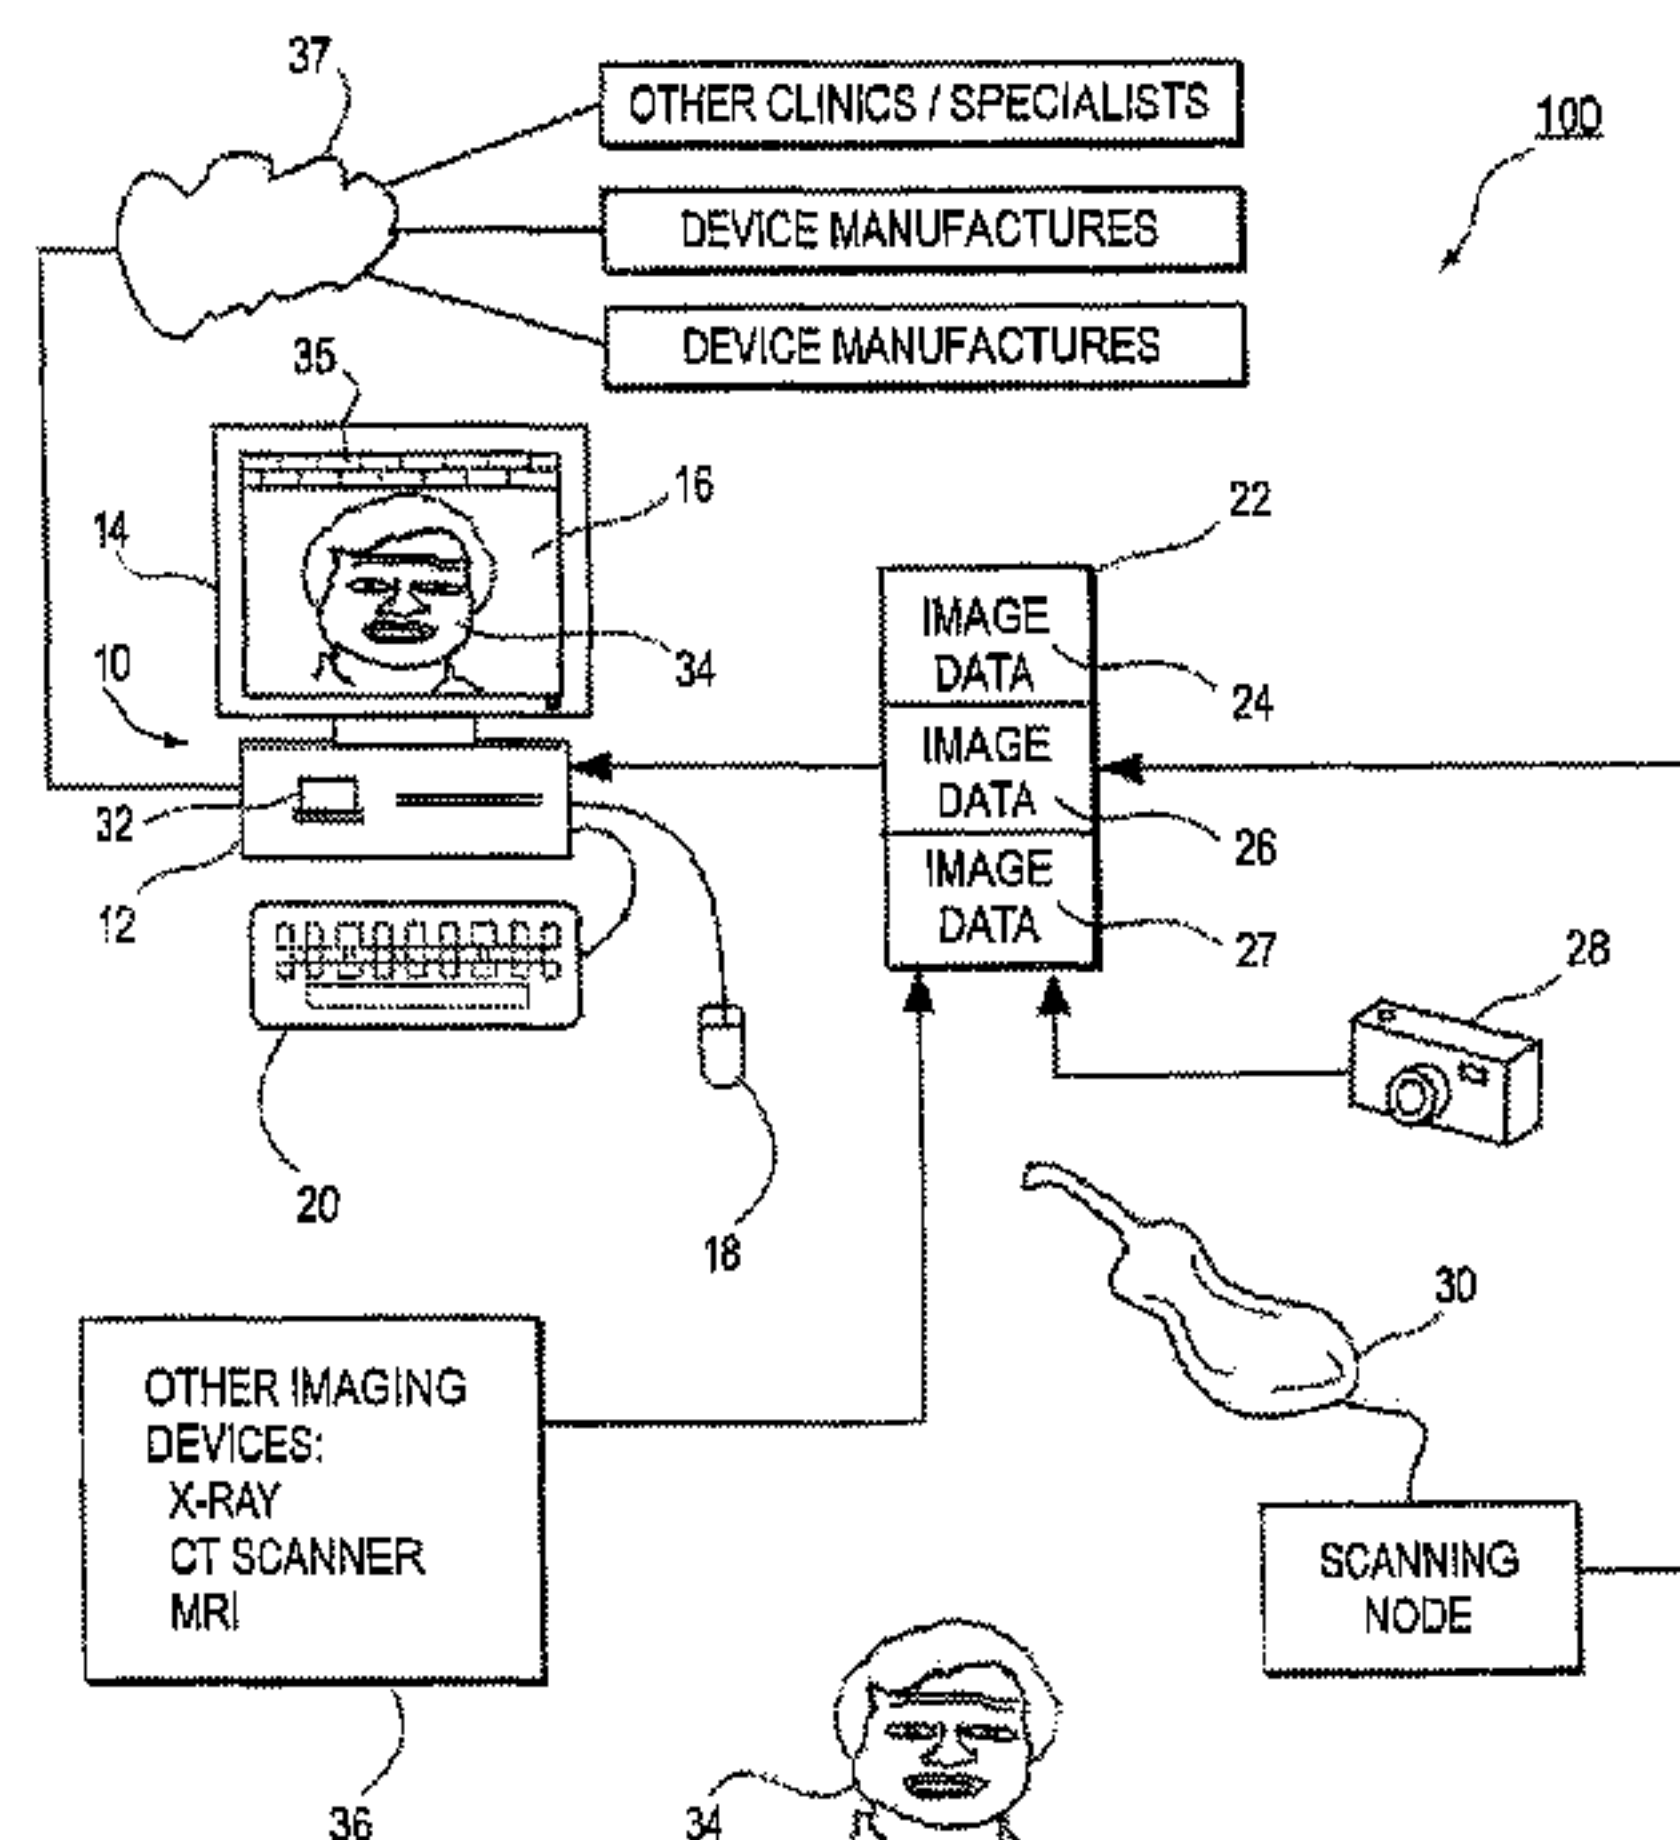 37
OTHER CLINICS / SPECIALISTS
100
DEVICE MANUFACTURES
35
DEVICE MANUFACTURES
16
22
14
IMAGE
DATA
10
34
24
IMAGE
DATA
32
26
IMAGE
DATA
12
27
28
20
18
30
OTHER IMAGING
DEVICES:
X-RAY
CT SCANNER
MRI
SCANNING
NODE
36
34